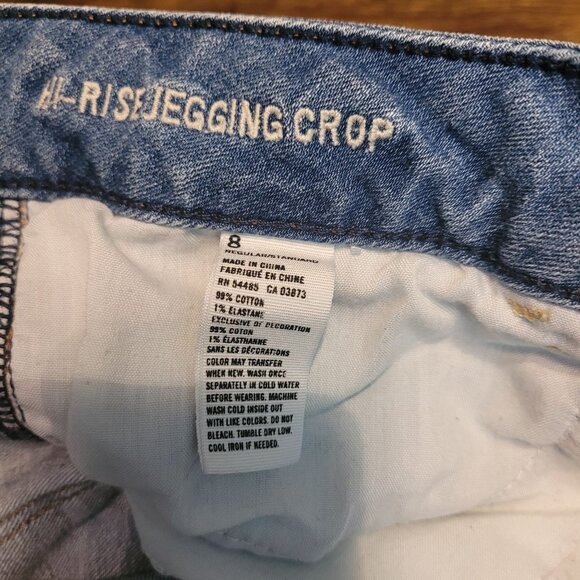 HI-RISE JEGGING CROP
8
REGULAR/STANDARD
MADE IN CHINA
FABRIQUÉ EN CHINE
RN 54485 CA 03873
99% COTTON
1% ELASTANE
EXCLUSIVE OF DECORATION
99% COTON
1% ÉLASTHANNE
SANS LES DÉCORATIONS
COLOR MAY TRANSFER
WHEN NEW. WASH ONCE
SEPARATELY IN COLD WATER
BEFORE WEARING. MACHINE
WASH COLD INSIDE OUT
WITH LIKE COLORS. DO NOT
BLEACH. TUMBLE DRY LOW.
COOL IRON IF NEEDED.